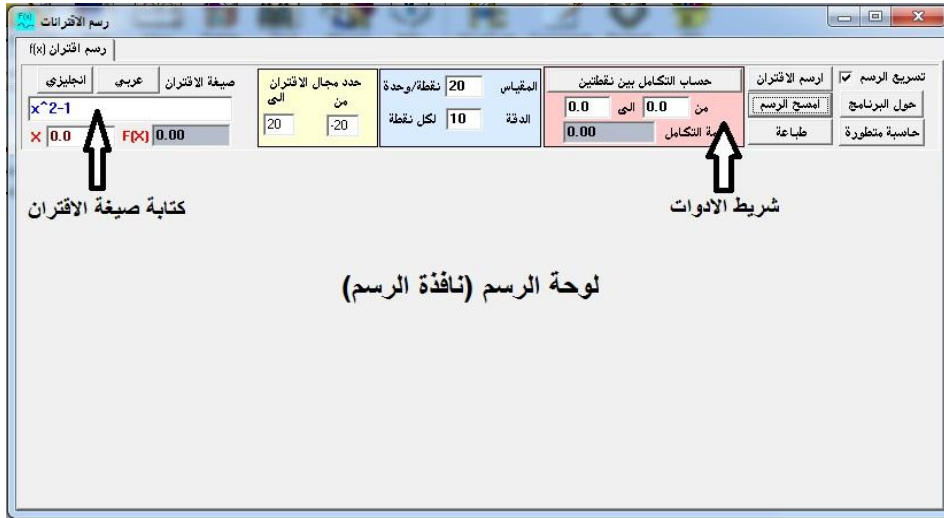 رسم الاقترانات
رسم اقتران f(x)
تسريع الرسم
ارسم الاقتران
حساب التكامل بين نقطتين
المقياس 20 نقطة/وحدة
حدد مجال الاقتران
صيغة الاقتران عربي انجليزي
حول البرنامج
امسح الرسم
من 0.0 الى 0.0
من الى
x^2-1
حاسبة متطورة
طباعة
التكامل 0.00
الدقة 10 لكل نقطة
-20 20
X 0.0 F(X) 0.00
شريط الادوات
كتابة صيغة الاقتران
لوحة الرسم (نافذة الرسم)